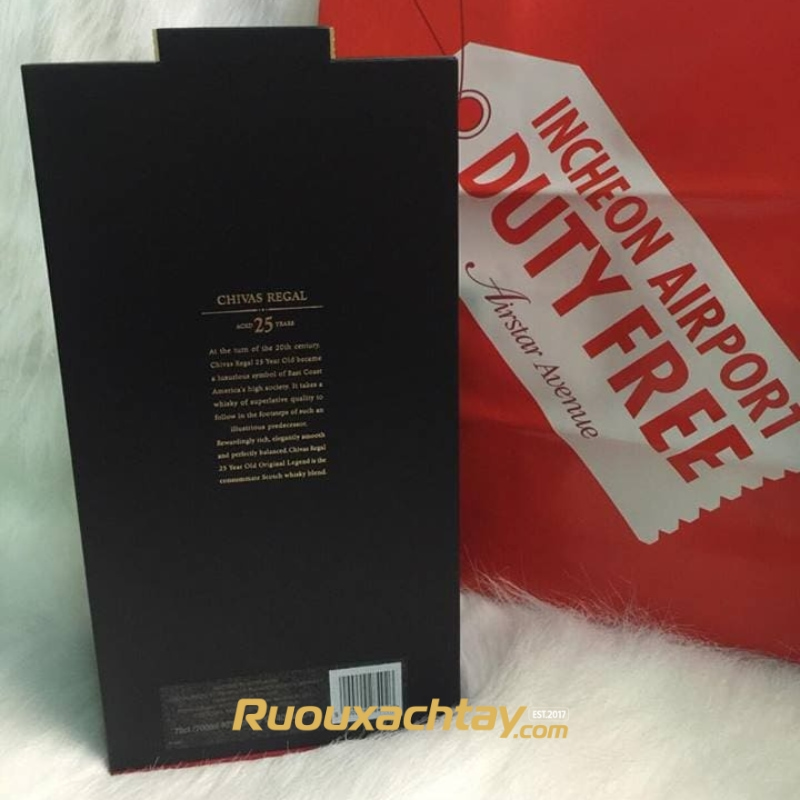 CHIVAS REGAL
AGED 25 YEARS
At the turn of the 20th century,
Chivas Regal 25 Year Old became
a luxurious symbol of East Coast
America's high society. It takes a
whisky of superlative quality to
follow in the footsteps of such an
illustrious predecessor.
Rewardingly rich, elegantly smooth
and perfectly balanced, Chivas Regal
25 Year Old Original Legend is the
consummate Scotch whisky blend.
INCHEON AIRPORT
DUTY FREE
Airstar Avenue
Ruouxachtay.com
EST.2017